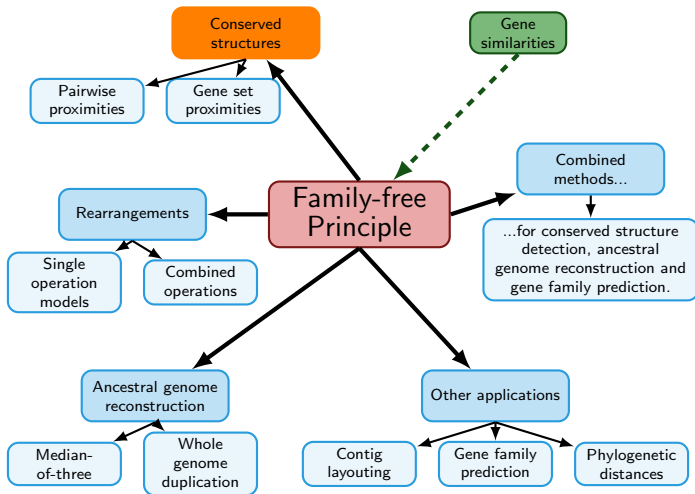 Conserved
structures
Gene
similarities
Pairwise
proximities
Gene set
proximities
Combined
methods...
Family-free
Principle
Rearrangements
...for conserved structure
detection, ancestral
genome reconstruction and
gene family prediction.
Single
operation
models
Combined
operations
Ancestral genome
reconstruction
Other applications
Median-
of-three
Whole
genome
duplication
Contig
layouting
Gene family
prediction
Phylogenetic
distances